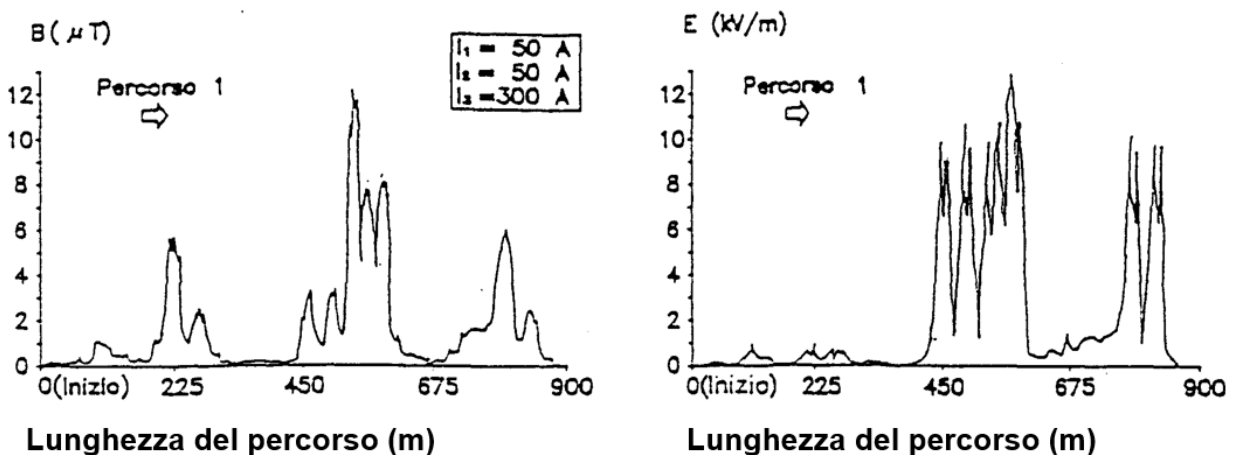 B (μT)
I₁ = 50 A
I₂ = 50 A
I₃ = 300 A
Percorso 1
12
10
8
6
4
2
0
0(Inizio) 225 450 675 900
Lunghezza del percorso (m)
E (kV/m)
Percorso 1
12
10
8
6
4
2
0
0(Inizio) 225 450 675 900
Lunghezza del percorso (m)